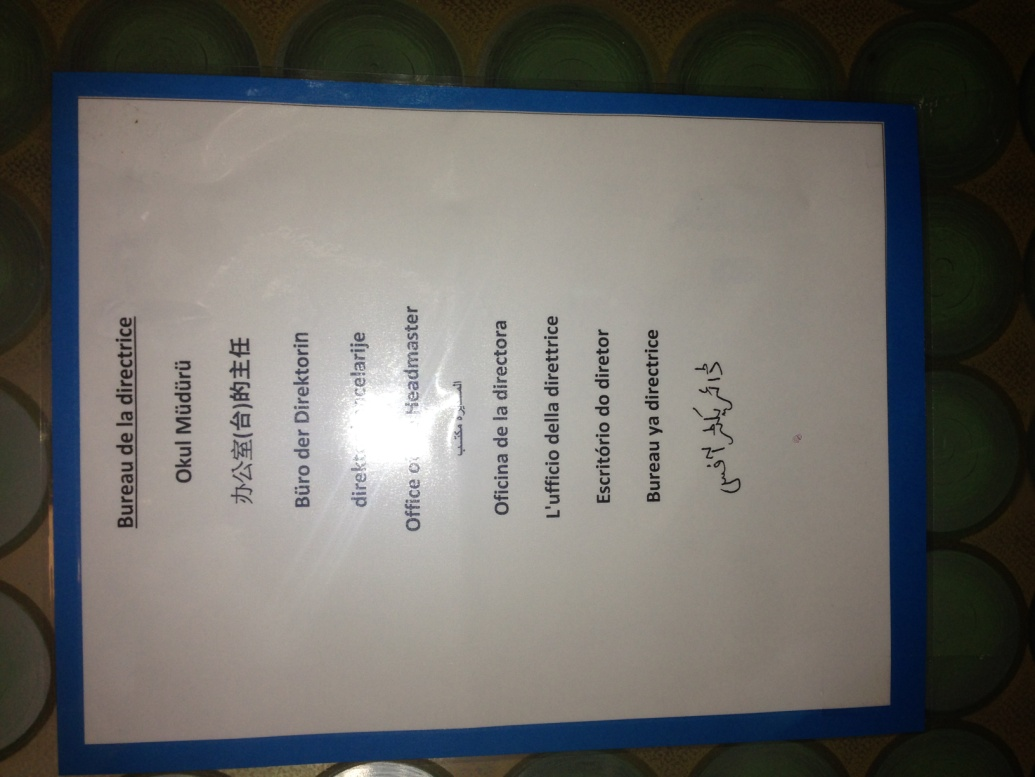 Bureau de la directrice
Okul Müdürü
办公室(台)的主任
Büro der Direktorin
Office Headmaster
مكتب
Oficina de la directora
L'ufficio della direttrice
Escritório do diretor
Bureau ya directrice